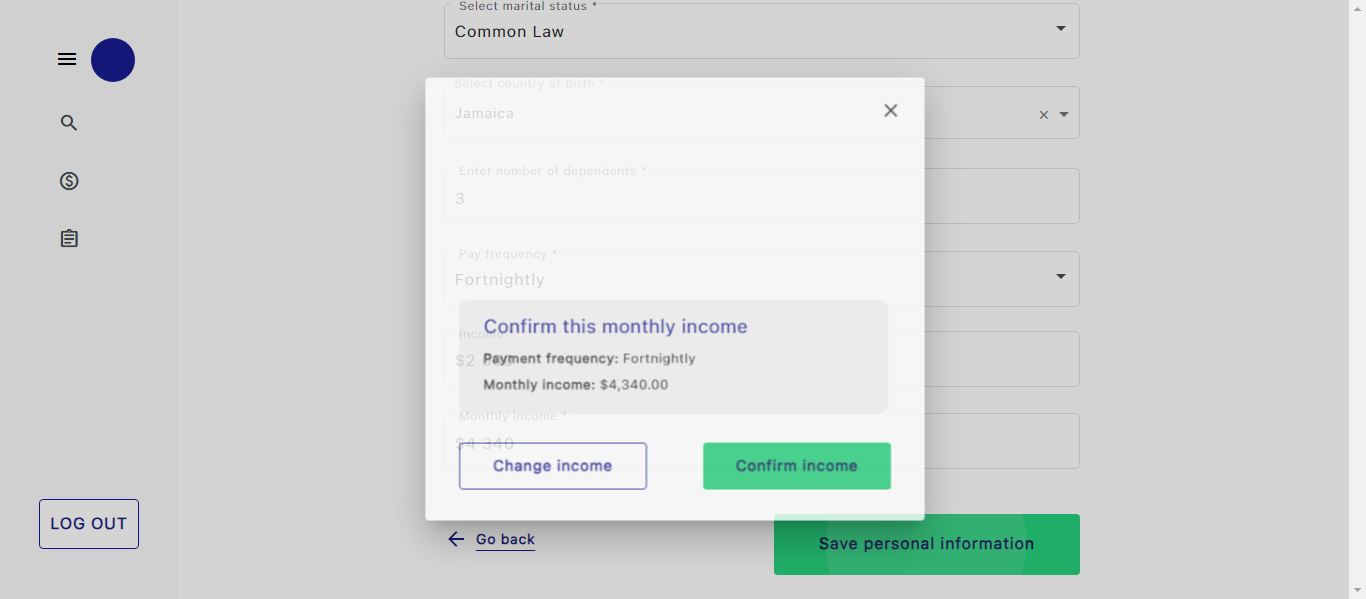 Select marital status *
Common Law
Select country of birth *
Jamaica
Enter number of dependents *
3
Pay frequency *
Fortnightly
Confirm this monthly income
Income
Payment frequency: Fortnightly
Monthly income: $4,340.00
Monthly income *
$4 340
Change income
Confirm income
LOG OUT
Go back
Save personal information